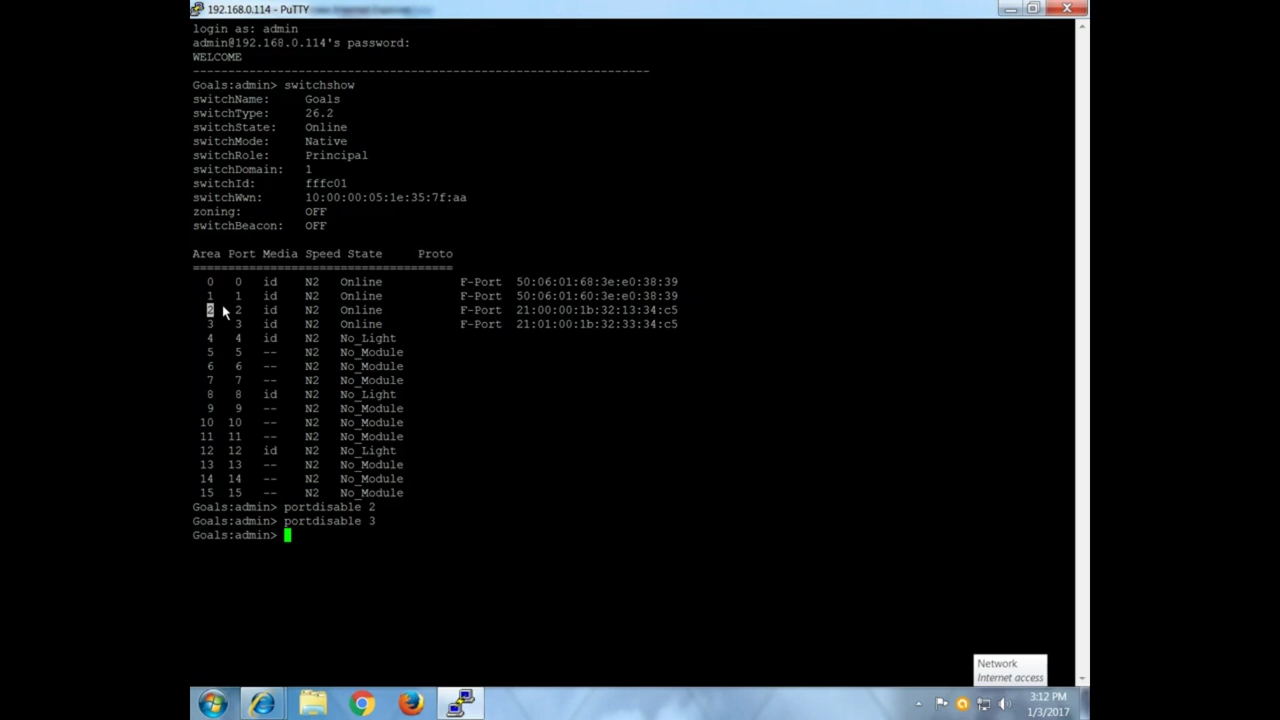 192.168.0.114 - PuTTY
login as: admin
admin@192.168.0.114's password:
WELCOME
-----------------------------------------------------------------
Goals:admin> switchshow
switchName:     Goals
switchType:     26.2
switchState:    Online
switchMode:     Native
switchRole:     Principal
switchDomain:   1
switchId:       fffc01
switchWwn:      10:00:00:05:1e:35:7f:aa
zoning:         OFF
switchBeacon:   OFF
Area Port Media Speed State     Proto
=====================================
  0   0   id    N2   Online           F-Port  50:06:01:68:3e:e0:38:39
  1   1   id    N2   Online           F-Port  50:06:01:60:3e:e0:38:39
  2   2   id    N2   Online           F-Port  21:00:00:1b:32:13:34:c5
  3   3   id    N2   Online           F-Port  21:01:00:1b:32:33:34:c5
  4   4   id    N2   No_Light
  5   5   --    N2   No_Module
  6   6   --    N2   No_Module
  7   7   --    N2   No_Module
  8   8   id    N2   No_Light
  9   9   --    N2   No_Module
 10  10   --    N2   No_Module
 11  11   --    N2   No_Module
 12  12   id    N2   No_Light
 13  13   --    N2   No_Module
 14  14   --    N2   No_Module
 15  15   --    N2   No_Module
Goals:admin> portdisable 2
Goals:admin> portdisable 3
Goals:admin>
Network
Internet access
3:12 PM
1/3/2017